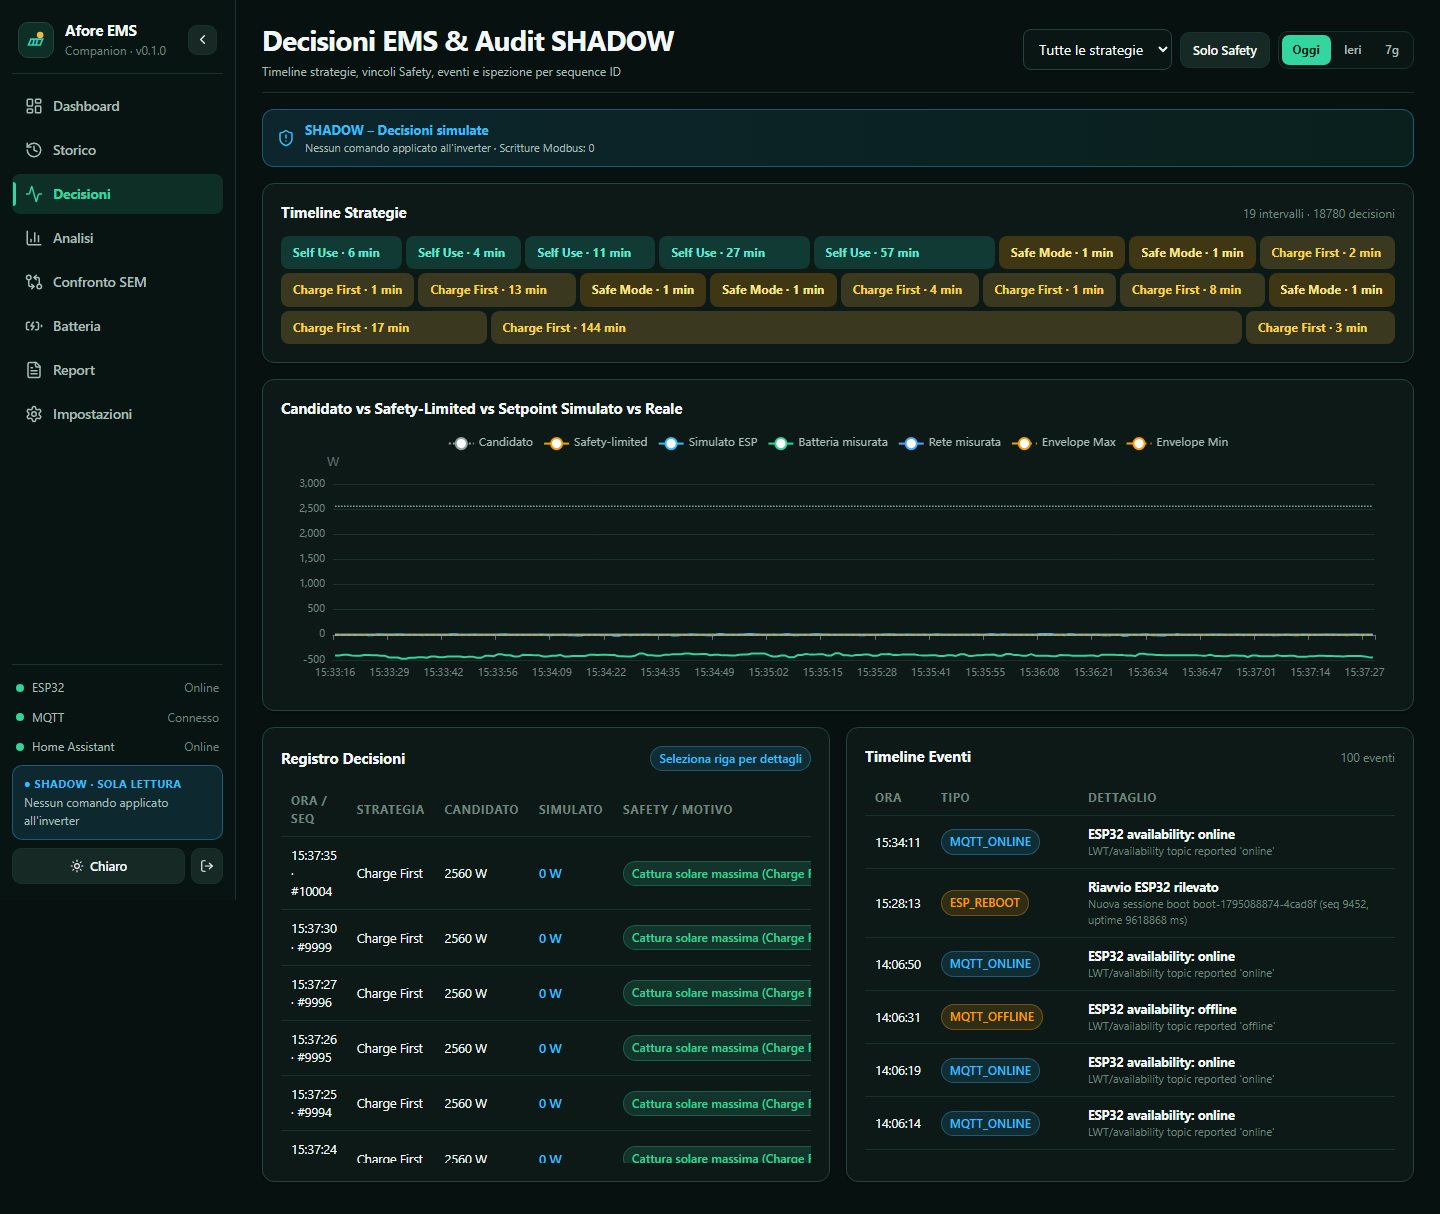 Afore EMS
Companion · v0.1.0
Dashboard
Storico
Decisioni
Analisi
Confronto SEM
Batteria
Report
Impostazioni
ESP32 Online
MQTT Connesso
Home Assistant Online
• SHADOW · SOLA LETTURA
Nessun comando applicato
all'inverter
Chiaro
Decisioni EMS & Audit SHADOW
Timeline strategie, vincoli Safety, eventi e ispezione per sequence ID
Tutte le strategie Solo Safety Oggi Ieri 7g
SHADOW – Decisioni simulate
Nessun comando applicato all'inverter · Scritture Modbus: 0
Timeline Strategie 19 intervalli · 18780 decisioni
Self Use · 6 min Self Use · 4 min Self Use · 11 min Self Use · 27 min Self Use · 57 min Safe Mode · 1 min Safe Mode · 1 min Charge First · 2 min
Charge First · 1 min Charge First · 13 min Safe Mode · 1 min Safe Mode · 1 min Charge First · 4 min Charge First · 1 min Charge First · 8 min Safe Mode · 1 min
Charge First · 17 min Charge First · 144 min Charge First · 3 min
Candidato vs Safety-Limited vs Setpoint Simulato vs Reale
Candidato Safety-limited Simulato ESP Batteria misurata Rete misurata Envelope Max Envelope Min
W
3,000
2,500
2,000
1,500
1,000
500
0
-500
15:33:16 15:33:29 15:33:42 15:33:56 15:34:09 15:34:22 15:34:35 15:34:49 15:35:02 15:35:15 15:35:28 15:35:41 15:35:55 15:36:08 15:36:21 15:36:34 15:36:47 15:37:01 15:37:14 15:37:27
Registro Decisioni Seleziona riga per dettagli
ORA / SEQ STRATEGIA CANDIDATO SIMULATO SAFETY / MOTIVO
15:37:35 · #10004 Charge First 2560 W 0 W Cattura solare massima (Charge F
15:37:30 · #9999 Charge First 2560 W 0 W Cattura solare massima (Charge F
15:37:27 · #9996 Charge First 2560 W 0 W Cattura solare massima (Charge F
15:37:26 · #9995 Charge First 2560 W 0 W Cattura solare massima (Charge F
15:37:25 · #9994 Charge First 2560 W 0 W Cattura solare massima (Charge F
15:37:24 Charge First 2560 W 0 W Cattura solare massima (Charge F
Timeline Eventi 100 eventi
ORA TIPO DETTAGLIO
15:34:11 MQTT_ONLINE ESP32 availability: online
LWT/availability topic reported 'online'
15:28:13 ESP_REBOOT Riavvio ESP32 rilevato
Nuova sessione boot boot-1795088874-4cad8f (seq 9452,
uptime 9618868 ms)
14:06:50 MQTT_ONLINE ESP32 availability: online
LWT/availability topic reported 'online'
14:06:31 MQTT_OFFLINE ESP32 availability: offline
LWT/availability topic reported 'offline'
14:06:19 MQTT_ONLINE ESP32 availability: online
LWT/availability topic reported 'online'
14:06:14 MQTT_ONLINE ESP32 availability: online
LWT/availability topic reported 'online'